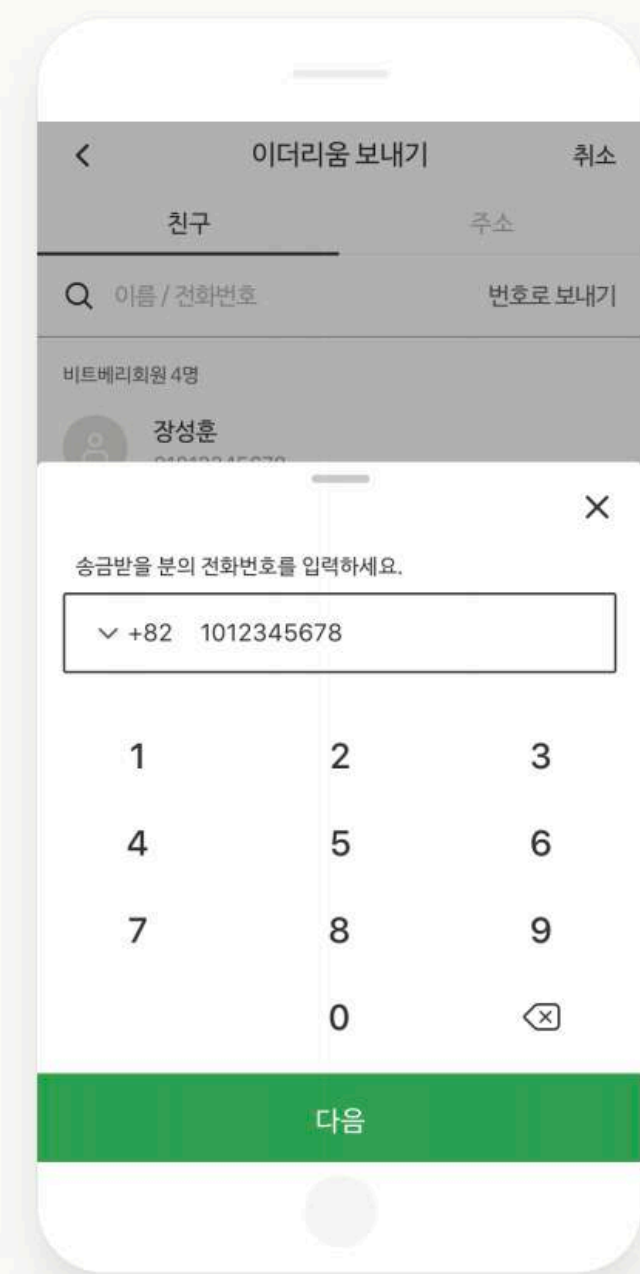 이더리움 보내기 취소
친구 주소
이름 / 전화번호 번호로 보내기
비트베리회원 4명
장성훈
송금받을 분의 전화번호를 입력하세요.
+82 1012345678
1 2 3
4 5 6
7 8 9
0
다음